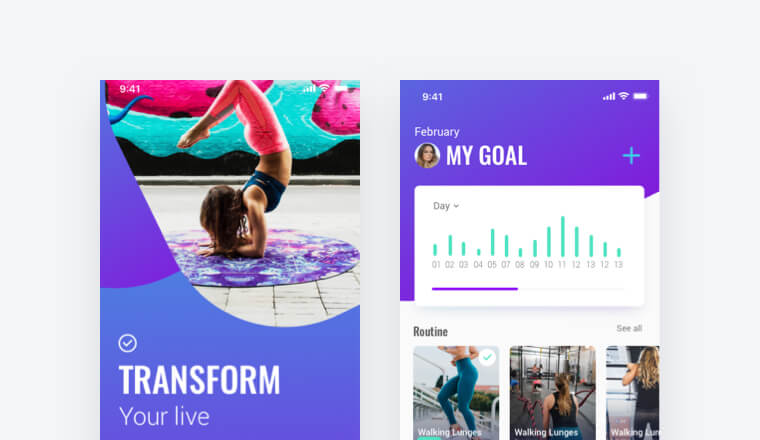 9:41
TRANSFORM
Your live
9:41
February
MY GOAL
Day
01 02 03 04 05 07 08 09 10 11 12 13 12 13
Routine See all
Walking Lunges Walking Lunges Walking Lun